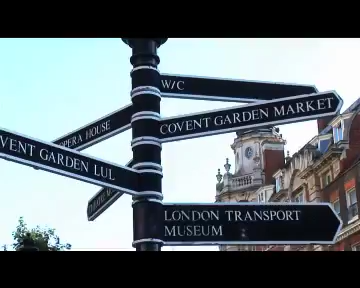 W/C
OPERA HOUSE
COVENT GARDEN MARKET
VENT GARDEN LUL
LONDON TRANSPORT
MUSEUM